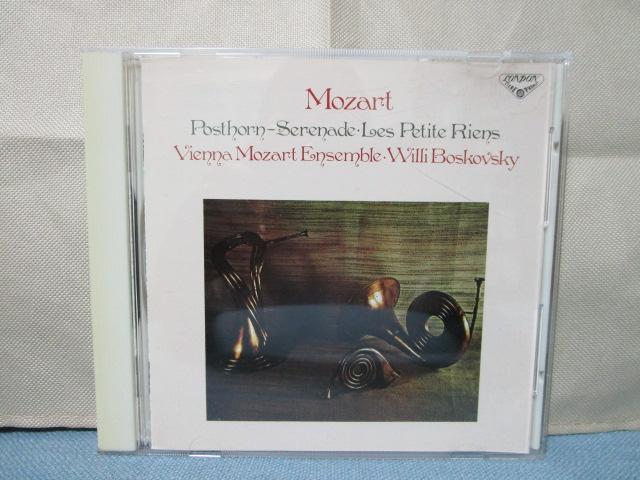 LONDON
Mozart
Posthorn-Serenade·Les Petite Riens
Vienna Mozart Ensemble·Willi Boskovsky